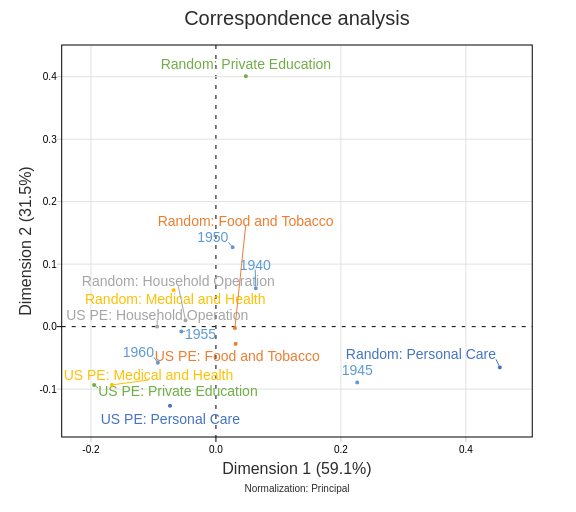 Correspondence analysis
Dimension 2 (31.5%)
0.4
0.3
0.2
0.1
0.0
-0.1
Random: Private Education
Random: Food and Tobacco
1950
1940
Random: Household Operation
Random: Medical and Health
US PE: Household Operation
1955
1960
US PE: Food and Tobacco
Random: Personal Care
1945
US PE: Medical and Health
US PE: Private Education
US PE: Personal Care
-0.2
0.0
0.2
0.4
Dimension 1 (59.1%)
Normalization: Principal